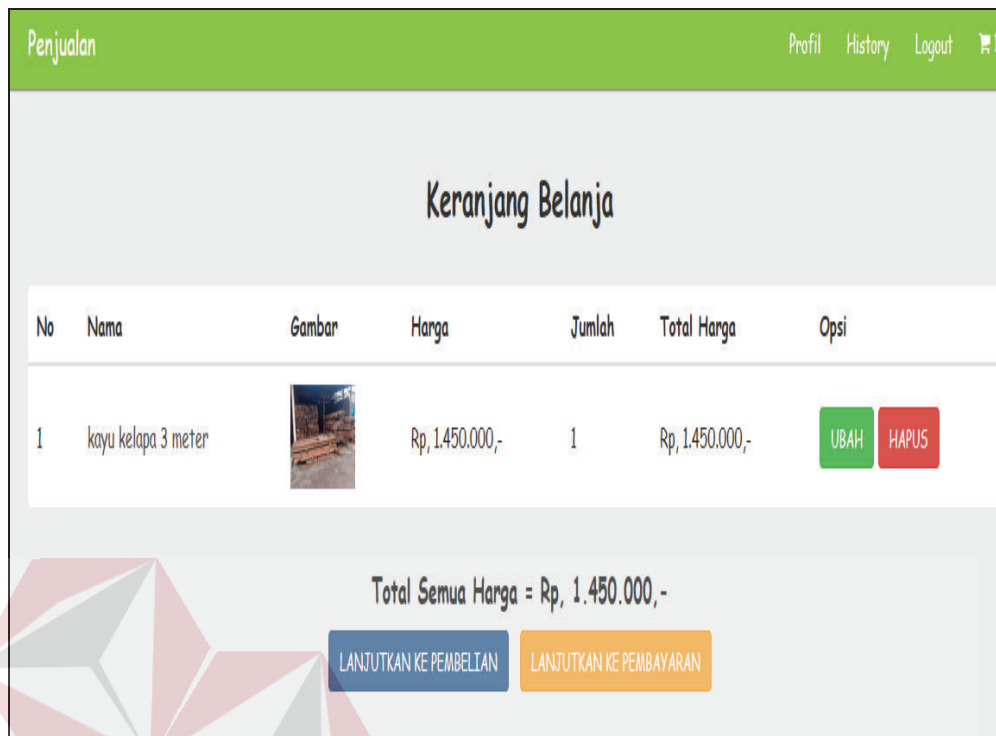 Penjualan Profil History Logout
Keranjang Belanja
No Nama Gambar Harga Jumlah Total Harga Opsi
1 kayu kelapa 3 meter Rp, 1.450.000,- 1 Rp, 1.450.000,- UBAH HAPUS
Total Semua Harga = Rp, 1.450.000,-
LANJUTKAN KE PEMBELIAN LANJUTKAN KE PEMBAYARAN